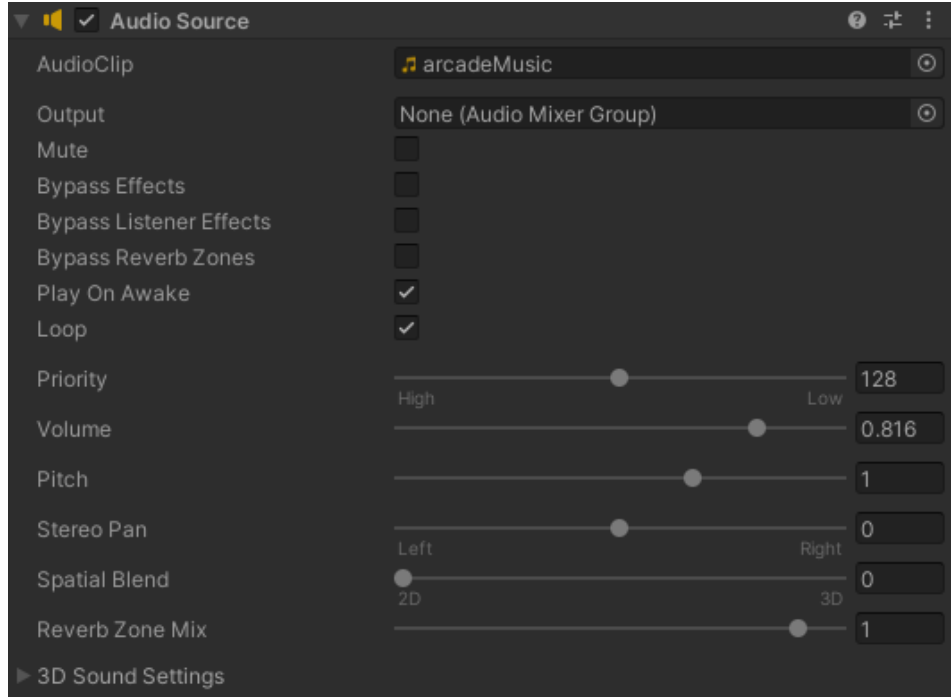 Audio Source
AudioClip arcadeMusic
Output None (Audio Mixer Group)
Mute
Bypass Effects
Bypass Listener Effects
Bypass Reverb Zones
Play On Awake
Loop
Priority 128
High Low
Volume 0.816
Pitch 1
Stereo Pan 0
Left Right
Spatial Blend 0
2D 3D
Reverb Zone Mix 1
3D Sound Settings